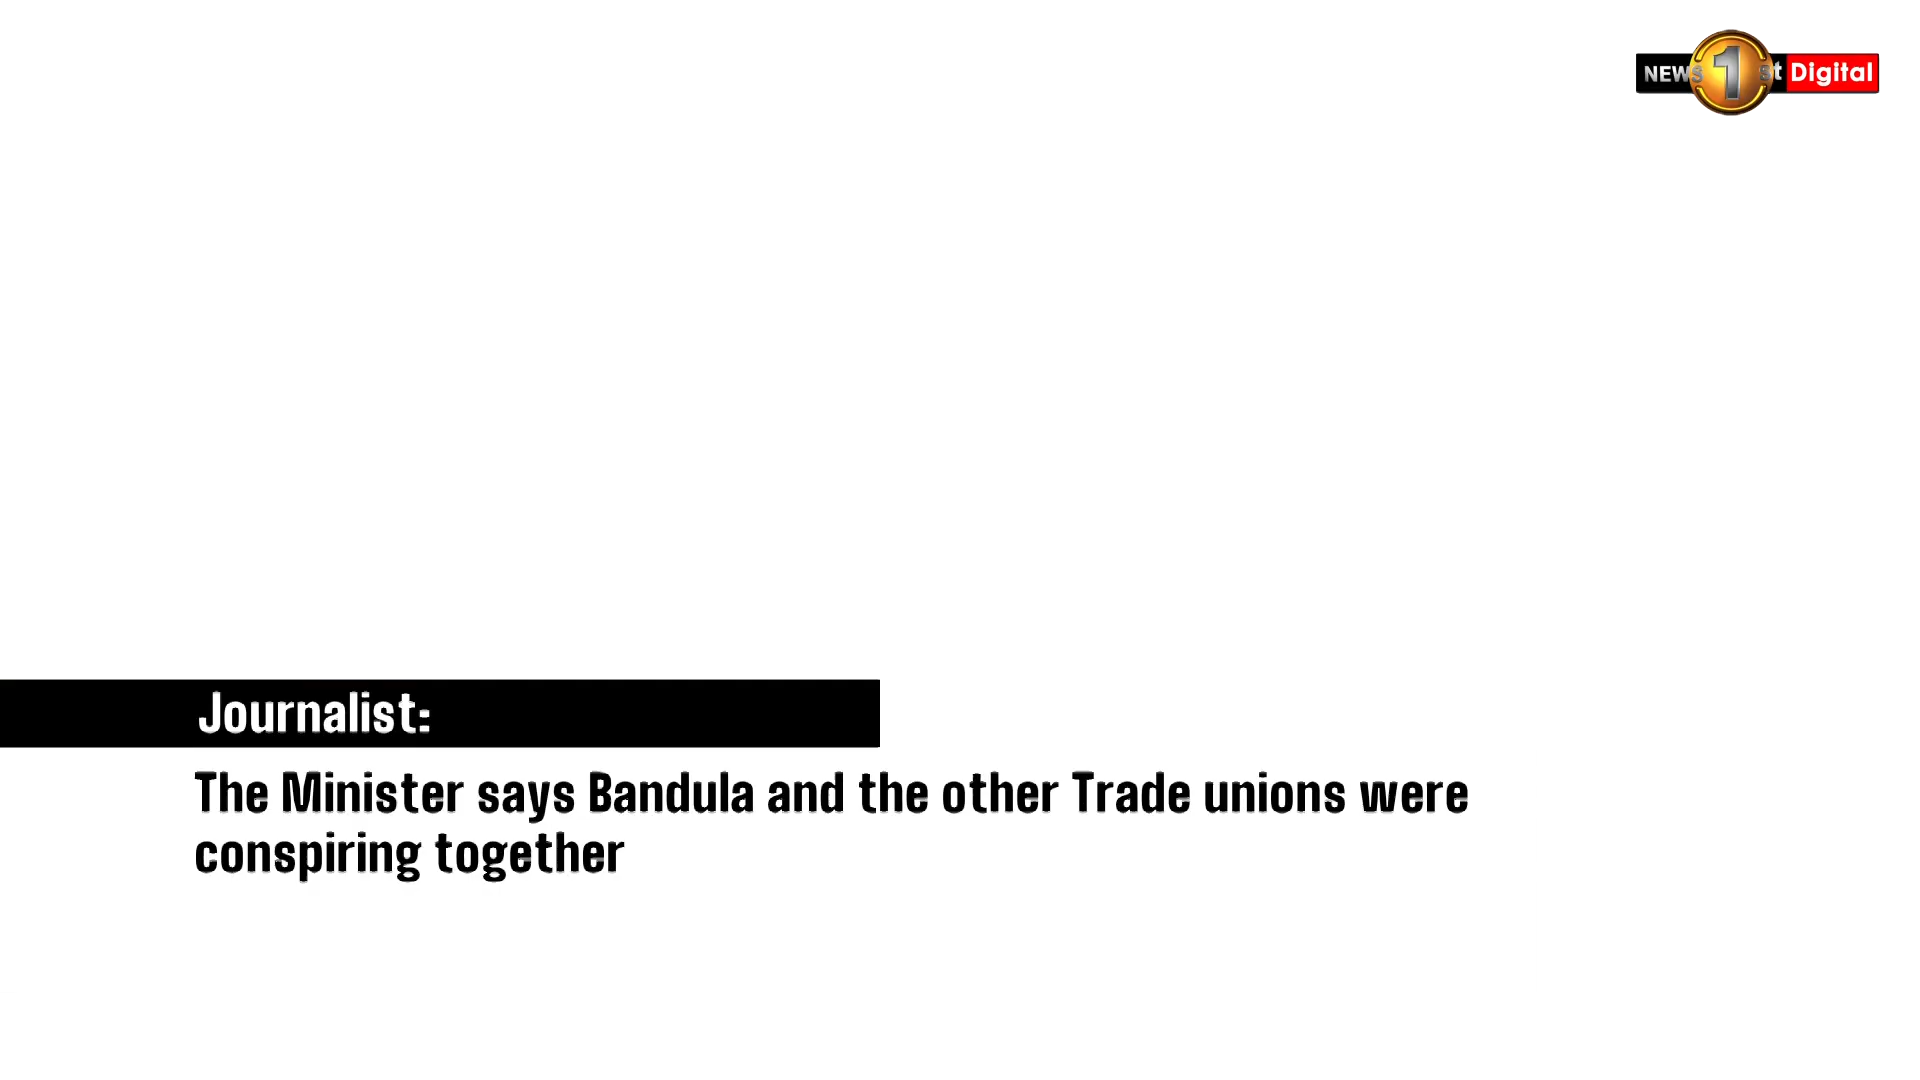 NEWS 1st Digital
Journalist:
The Minister says Bandula and the other Trade unions were
conspiring together